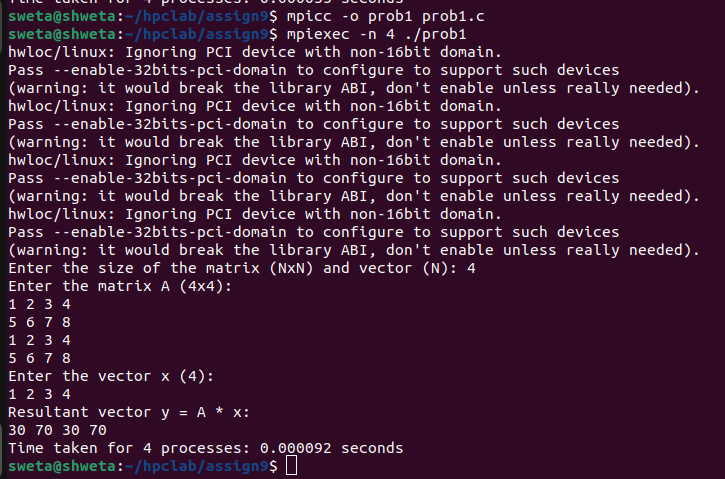 Time taken for 4 processes: 0.000093 seconds
sweta@shweta:~/hpclab/assign9$ mpicc -o prob1 prob1.c
sweta@shweta:~/hpclab/assign9$ mpiexec -n 4 ./prob1
hwloc/linux: Ignoring PCI device with non-16bit domain.
Pass --enable-32bits-pci-domain to configure to support such devices
(warning: it would break the library ABI, don't enable unless really needed).
hwloc/linux: Ignoring PCI device with non-16bit domain.
Pass --enable-32bits-pci-domain to configure to support such devices
(warning: it would break the library ABI, don't enable unless really needed).
hwloc/linux: Ignoring PCI device with non-16bit domain.
Pass --enable-32bits-pci-domain to configure to support such devices
(warning: it would break the library ABI, don't enable unless really needed).
hwloc/linux: Ignoring PCI device with non-16bit domain.
Pass --enable-32bits-pci-domain to configure to support such devices
(warning: it would break the library ABI, don't enable unless really needed).
Enter the size of the matrix (NxN) and vector (N): 4
Enter the matrix A (4x4):
1 2 3 4
5 6 7 8
1 2 3 4
5 6 7 8
Enter the vector x (4):
1 2 3 4
Resultant vector y = A * x:
30 70 30 70
Time taken for 4 processes: 0.000092 seconds
sweta@shweta:~/hpclab/assign9$